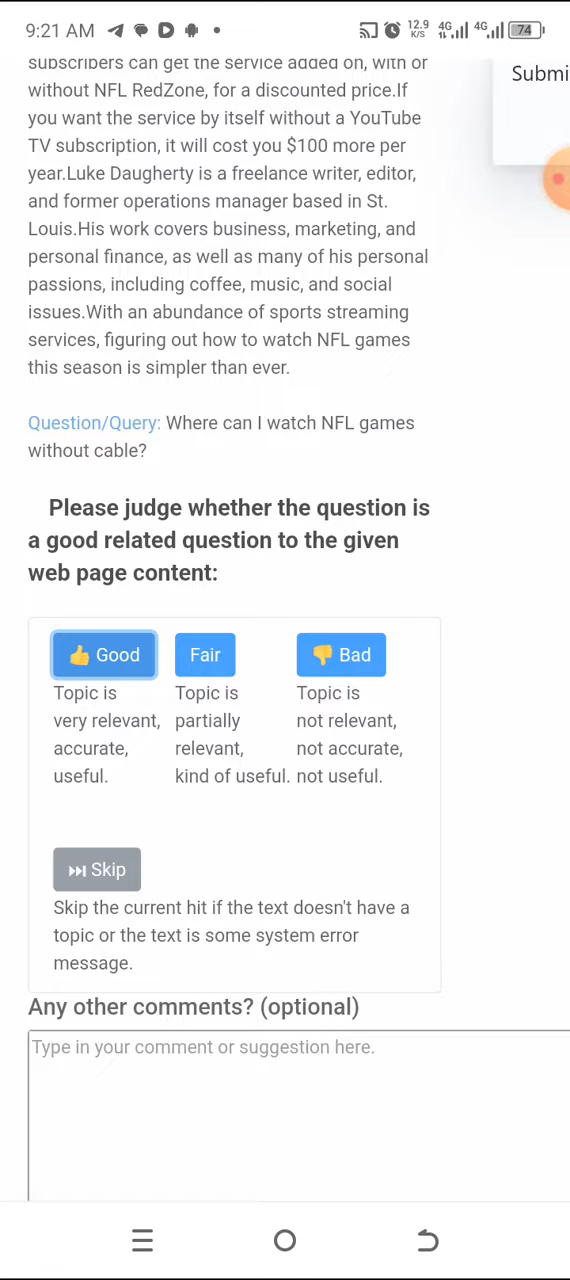 9:21 AM
12.9 K/S 4G 4G 74
Submi
subscribers can get the service added on, with or
without NFL RedZone, for a discounted price.If
you want the service by itself without a YouTube
TV subscription, it will cost you $100 more per
year.Luke Daugherty is a freelance writer, editor,
and former operations manager based in St.
Louis.His work covers business, marketing, and
personal finance, as well as many of his personal
passions, including coffee, music, and social
issues.With an abundance of sports streaming
services, figuring out how to watch NFL games
this season is simpler than ever.
Question/Query: Where can I watch NFL games
without cable?
Please judge whether the question is
a good related question to the given
web page content:
👍 Good
Topic is
very relevant,
accurate,
useful.
Fair
Topic is
partially
relevant,
kind of useful.
👎 Bad
Topic is
not relevant,
not accurate,
not useful.
⏭ Skip
Skip the current hit if the text doesn't have a
topic or the text is some system error
message.
Any other comments? (optional)
Type in your comment or suggestion here.